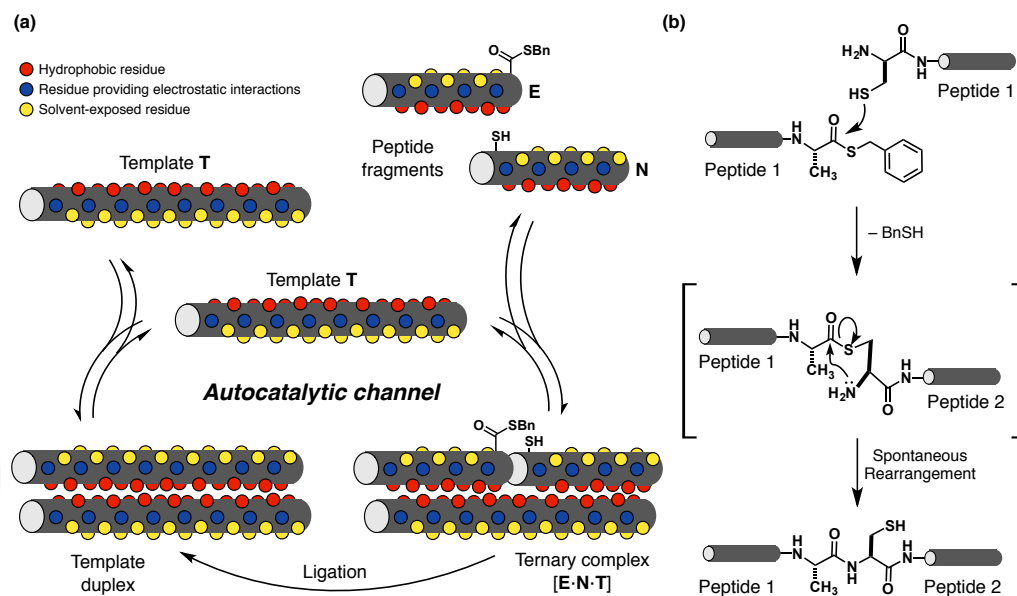 (a)
Hydrophobic residue
Residue providing electrostatic interactions
Solvent-exposed residue
O
SBn
E
SH
Peptide
fragments
N
Template T
Template T
Autocatalytic channel
O
SBn
SH
Template
duplex
Ligation
Ternary complex
[E·N·T]
(b)
O
H2N
N
H
SH
Peptide 1
H
N
O
S
CH3
Peptide 1
– BnSH
H
N
O
S
CH3
Peptide 1
H2N
O
H
N
Peptide 2
Spontaneous
Rearrangement
SH
H
N
O
H
N
CH3
N
H
O
Peptide 1
Peptide 2